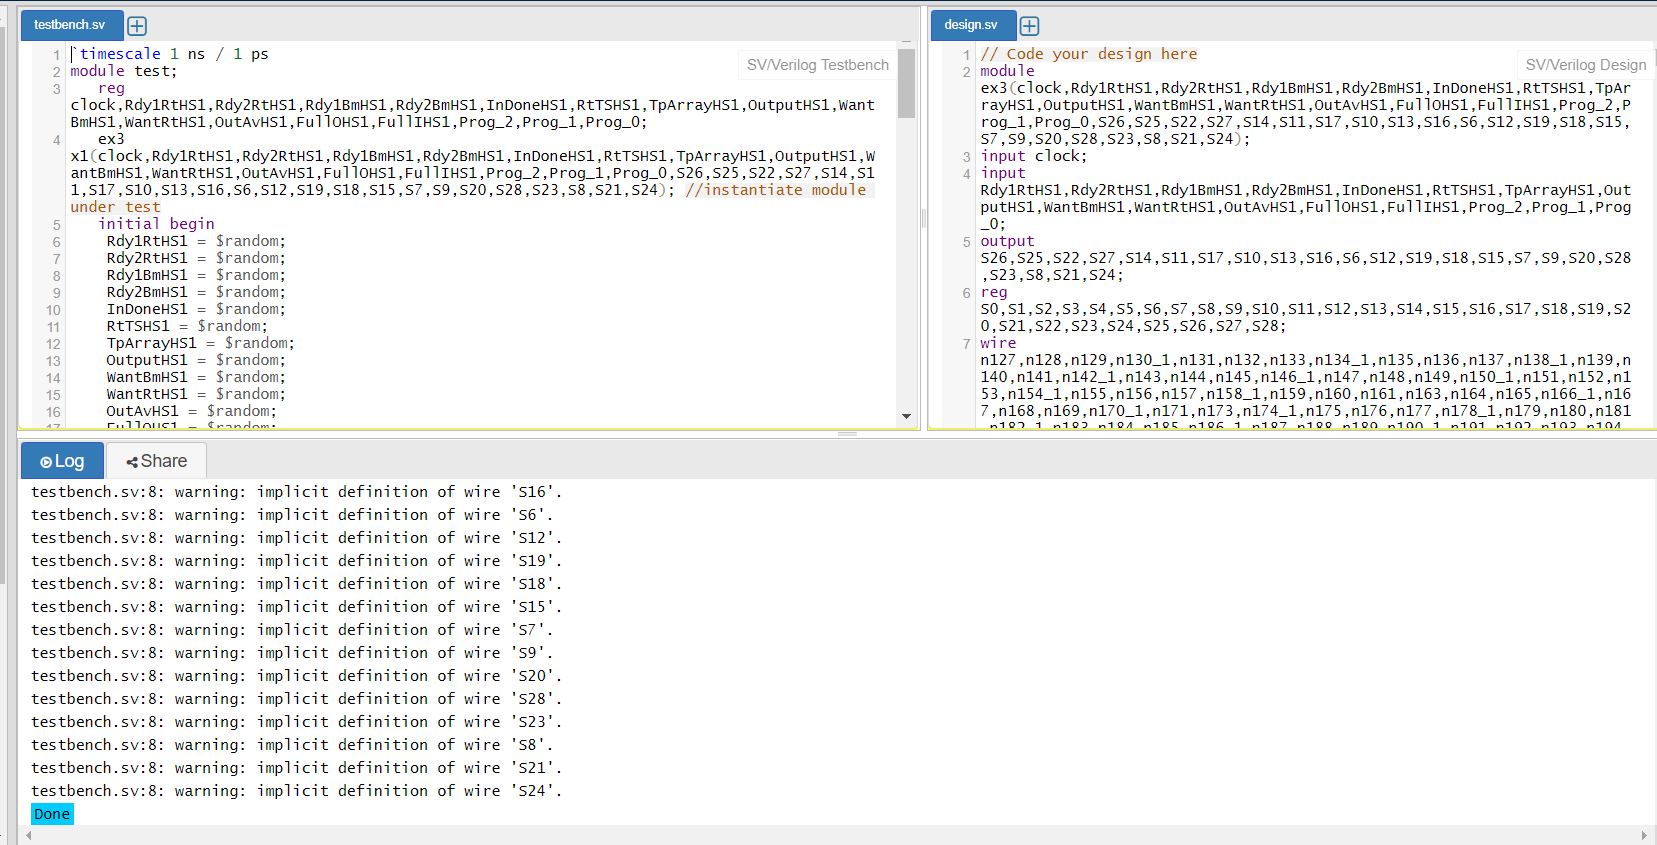 testbench.sv
SV/Verilog Testbench
1 `timescale 1 ns / 1 ps
2 module test;
3 reg
clock,Rdy1RtHS1,Rdy2RtHS1,Rdy1BmHS1,Rdy2BmHS1,InDoneHS1,RtTSHS1,TpArrayHS1,OutputHS1,Want
BmHS1,WantRtHS1,OutAvHS1,FullOHS1,FullIHS1,Prog_2,Prog_1,Prog_0;
4 ex3
x1(clock,Rdy1RtHS1,Rdy2RtHS1,Rdy1BmHS1,Rdy2BmHS1,InDoneHS1,RtTSHS1,TpArrayHS1,OutputHS1,W
antBmHS1,WantRtHS1,OutAvHS1,FullOHS1,FullIHS1,Prog_2,Prog_1,Prog_0,S26,S25,S22,S27,S14,S1
1,S17,S10,S13,S16,S6,S12,S19,S18,S15,S7,S9,S20,S28,S23,S8,S21,S24); //instantiate module
under test
5 initial begin
6 Rdy1RtHS1 = $random;
7 Rdy2RtHS1 = $random;
8 Rdy1BmHS1 = $random;
9 Rdy2BmHS1 = $random;
10 InDoneHS1 = $random;
11 RtTSHS1 = $random;
12 TpArrayHS1 = $random;
13 OutputHS1 = $random;
14 WantBmHS1 = $random;
15 WantRtHS1 = $random;
16 OutAvHS1 = $random;
17 FullOHS1 = $random;
design.sv
SV/Verilog Design
1 // Code your design here
2 module
ex3(clock,Rdy1RtHS1,Rdy2RtHS1,Rdy1BmHS1,Rdy2BmHS1,InDoneHS1,RtTSHS1,TpAr
rayHS1,OutputHS1,WantBmHS1,WantRtHS1,OutAvHS1,FullOHS1,FullIHS1,Prog_2,P
rog_1,Prog_0,S26,S25,S22,S27,S14,S11,S17,S10,S13,S16,S6,S12,S19,S18,S15,
S7,S9,S20,S28,S23,S8,S21,S24);
3 input clock;
4 input
Rdy1RtHS1,Rdy2RtHS1,Rdy1BmHS1,Rdy2BmHS1,InDoneHS1,RtTSHS1,TpArrayHS1,Out
putHS1,WantBmHS1,WantRtHS1,OutAvHS1,FullOHS1,FullIHS1,Prog_2,Prog_1,Prog
_0;
5 output
S26,S25,S22,S27,S14,S11,S17,S10,S13,S16,S6,S12,S19,S18,S15,S7,S9,S20,S28
,S23,S8,S21,S24;
6 reg
S0,S1,S2,S3,S4,S5,S6,S7,S8,S9,S10,S11,S12,S13,S14,S15,S16,S17,S18,S19,S2
0,S21,S22,S23,S24,S25,S26,S27,S28;
7 wire
n127,n128,n129,n130_1,n131,n132,n133,n134_1,n135,n136,n137,n138_1,n139,n
140,n141,n142_1,n143,n144,n145,n146_1,n147,n148,n149,n150_1,n151,n152,n1
53,n154_1,n155,n156,n157,n158_1,n159,n160,n161,n163,n164,n165,n166_1,n16
7,n168,n169,n170_1,n171,n173,n174_1,n175,n176,n177,n178_1,n179,n180,n181
,n182_1,n183,n184,n185,n186_1,n187,n188,n189,n190_1,n191,n192,n193,n194
Log
Share
testbench.sv:8: warning: implicit definition of wire 'S16'.
testbench.sv:8: warning: implicit definition of wire 'S6'.
testbench.sv:8: warning: implicit definition of wire 'S12'.
testbench.sv:8: warning: implicit definition of wire 'S19'.
testbench.sv:8: warning: implicit definition of wire 'S18'.
testbench.sv:8: warning: implicit definition of wire 'S15'.
testbench.sv:8: warning: implicit definition of wire 'S7'.
testbench.sv:8: warning: implicit definition of wire 'S9'.
testbench.sv:8: warning: implicit definition of wire 'S20'.
testbench.sv:8: warning: implicit definition of wire 'S28'.
testbench.sv:8: warning: implicit definition of wire 'S23'.
testbench.sv:8: warning: implicit definition of wire 'S8'.
testbench.sv:8: warning: implicit definition of wire 'S21'.
testbench.sv:8: warning: implicit definition of wire 'S24'.
Done